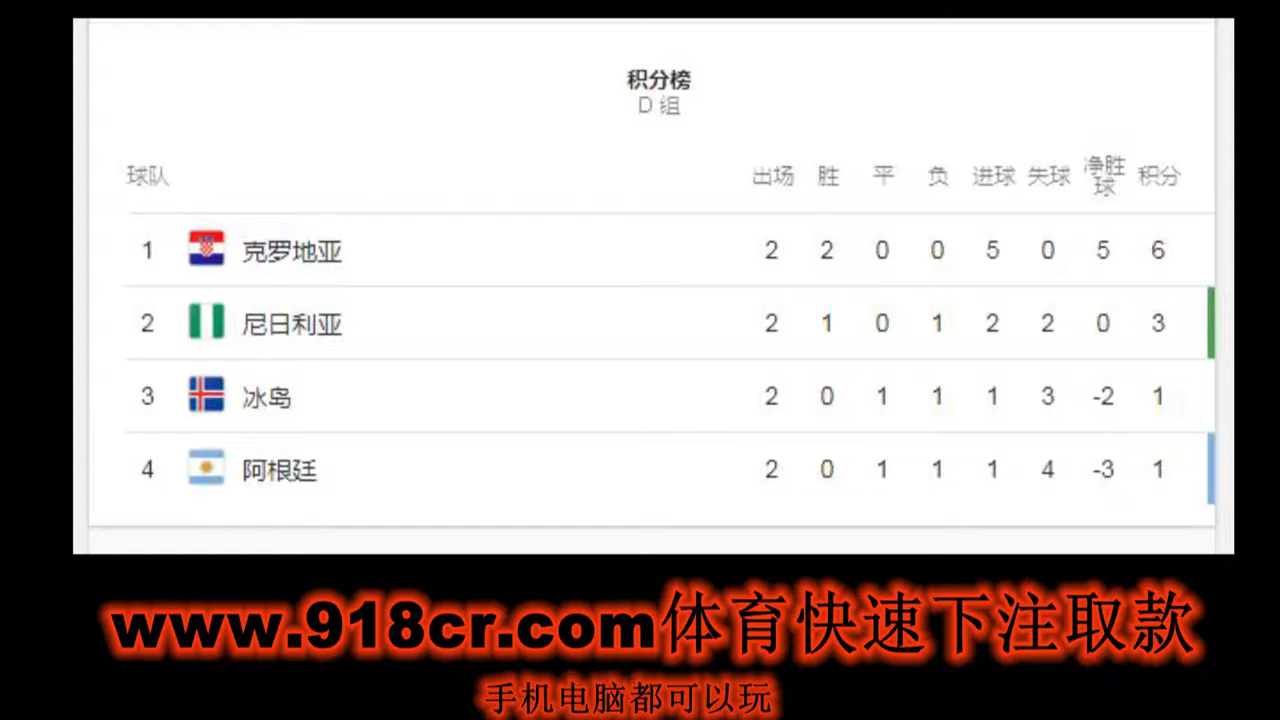 积分榜
D 组
球队 出场 胜 平 负 进球 失球 净胜球 积分
1 克罗地亚 2 2 0 0 5 0 5 6
2 尼日利亚 2 1 0 1 2 2 0 3
3 冰岛 2 0 1 1 1 3 -2 1
4 阿根廷 2 0 1 1 1 4 -3 1
www.918cr.com体育快速下注取款
手机电脑都可以玩